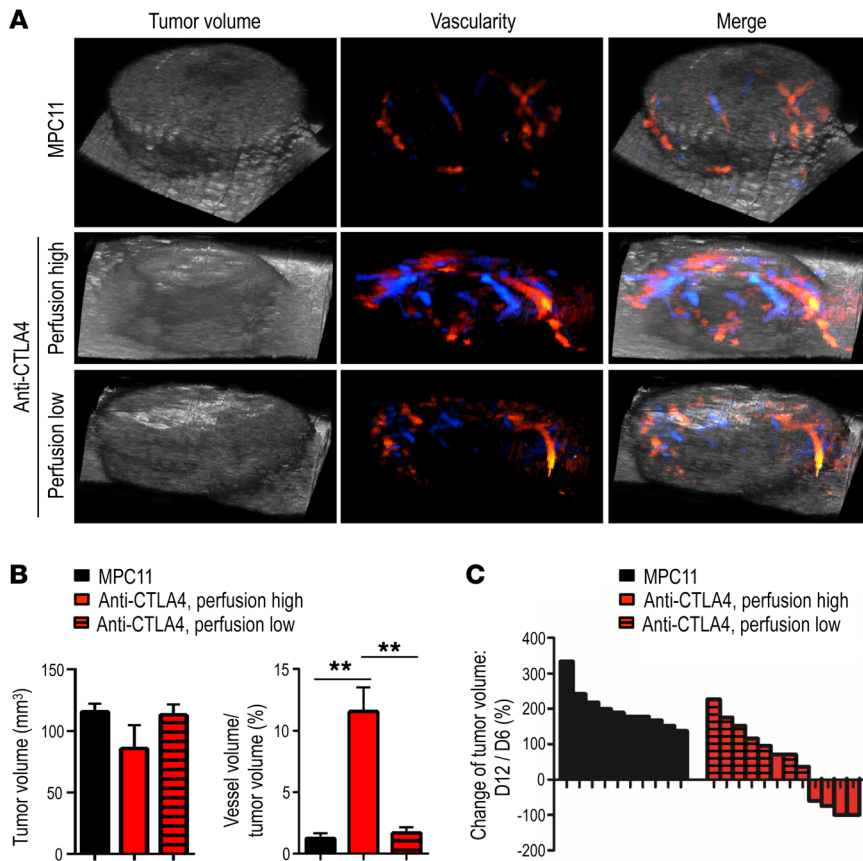 A
Tumor volume
Vascularity
Merge
MPC11
Anti-CTLA4
Perfusion high
Perfusion low
B
MPC11
Anti-CTLA4, perfusion high
Anti-CTLA4, perfusion low
Tumor volume (mm³)
150
100
50
0
Vessel volume/
tumor volume (%)
15
10
5
0
**
**
C
MPC11
Anti-CTLA4, perfusion high
Anti-CTLA4, perfusion low
Change of tumor volume:
D12 / D6 (%)
400
300
200
100
0
-100
-200